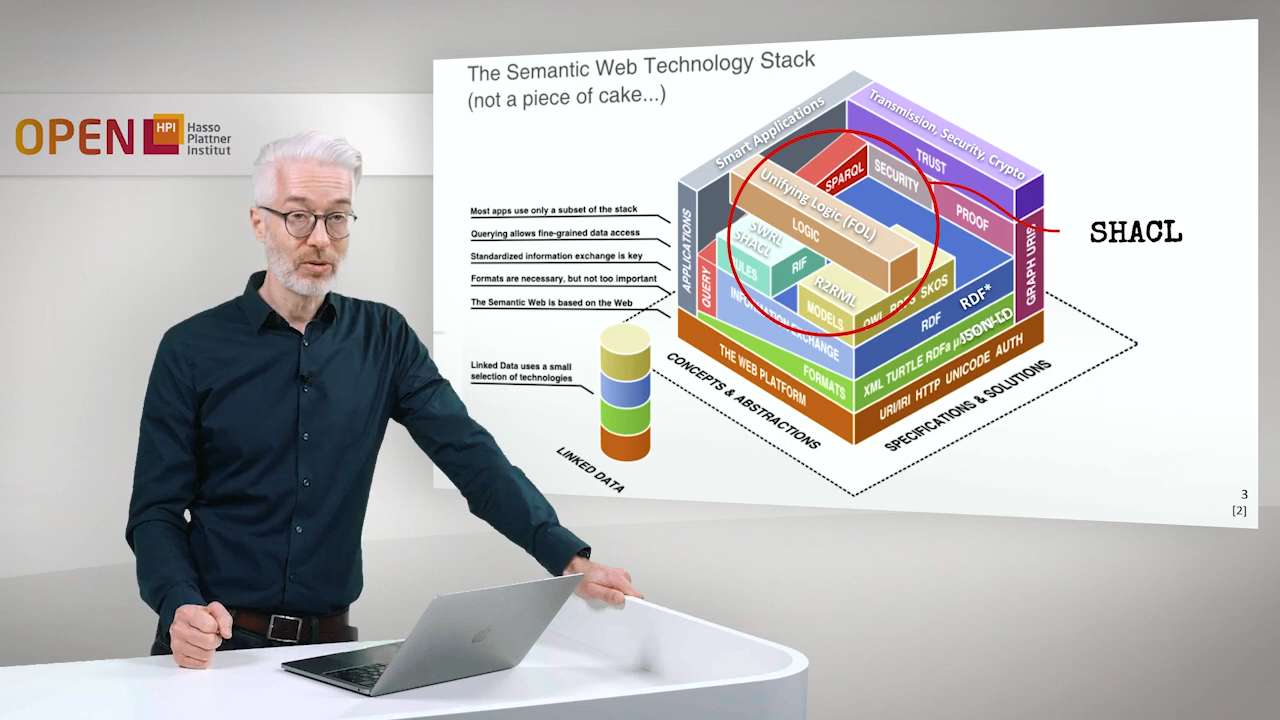 OPEN HPI Hasso
Plattner
Institut
The Semantic Web Technology Stack
(not a piece of cake...)
Most apps use only a subset of the stack
Querying allows fine-grained data access
Standardized information exchange is key
Formats are necessary, but not too important
The Semantic Web is based on the Web
Linked Data uses a small
selection of technologies
LINKED DATA
Smart Applications
Transmission, Security, Crypto
TRUST
SPARQL
SECURITY
PROOF
Unifying Logic (FOL)
LOGIC
SWRL
SHACL
RIF
R2RML
MODELS
SKOS
APPLICATIONS
QUERY
INFORMATION EXCHANGE
RDF
RDF*
GRAPH URIS
FORMATS
XML TURTLE RDFa
JSON-LD
THE WEB PLATFORM
URI/IRI HTTP UNICODE AUTH
CONCEPTS & ABSTRACTIONS
SPECIFICATIONS & SOLUTIONS
SHACL
3
[2]